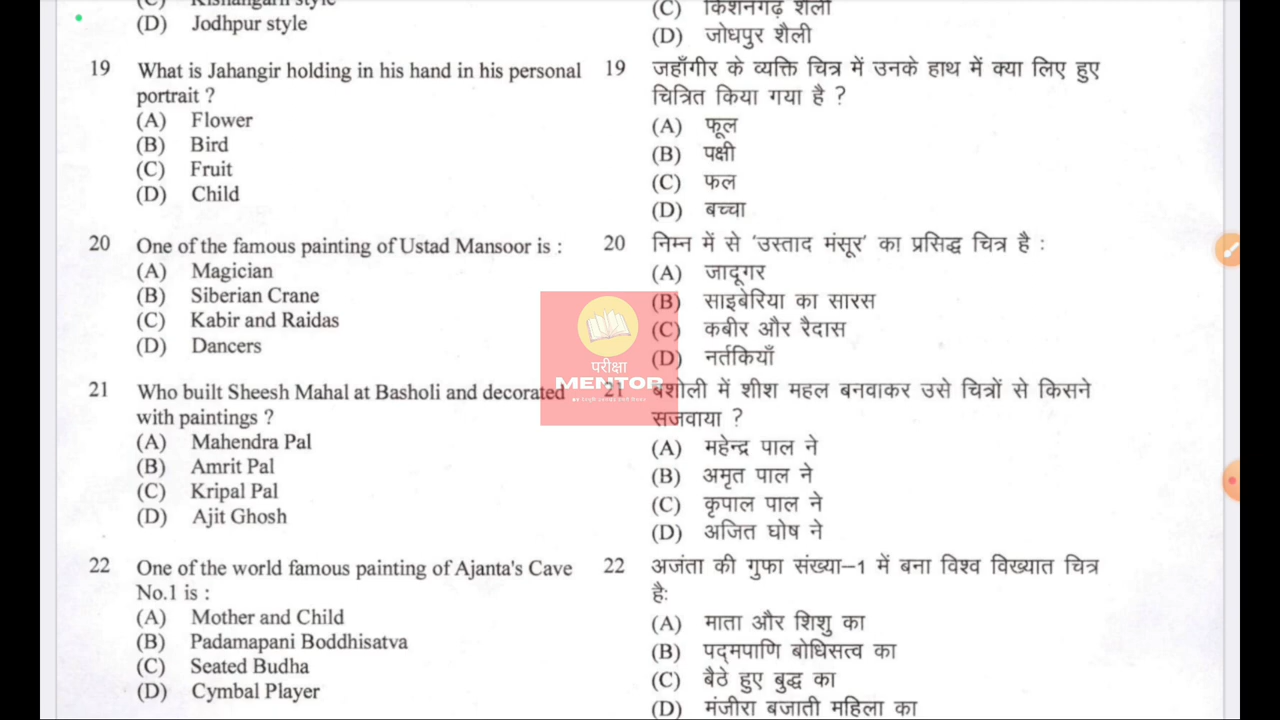 (C) Kishangarh style
(D) Jodhpur style
19 What is Jahangir holding in his hand in his personal
portrait ?
(A) Flower
(B) Bird
(C) Fruit
(D) Child
20 One of the famous painting of Ustad Mansoor is :
(A) Magician
(B) Siberian Crane
(C) Kabir and Raidas
(D) Dancers
21 Who built Sheesh Mahal at Basholi and decorated
with paintings ?
(A) Mahendra Pal
(B) Amrit Pal
(C) Kripal Pal
(D) Ajit Ghosh
22 One of the world famous painting of Ajanta's Cave
No.1 is :
(A) Mother and Child
(B) Padamapani Boddhisatva
(C) Seated Budha
(D) Cymbal Player
(C) किशनगढ़ शैली
(D) जोधपुर शैली
19 जहाँगीर के व्यक्ति चित्र में उनके हाथ में क्या लिए हुए
चित्रित किया गया है ?
(A) फूल
(B) पक्षी
(C) फल
(D) बच्चा
20 निम्न में से 'उस्ताद मंसूर' का प्रसिद्ध चित्र है :
(A) जादूगर
(B) साइबेरिया का सारस
(C) कबीर और रैदास
(D) नर्तकियाँ
21 बशोली में शीश महल बनवाकर उसे चित्रों से किसने
सजवाया ?
(A) महेन्द्र पाल ने
(B) अमृत पाल ने
(C) कृपाल पाल ने
(D) अजित घोष ने
22 अजंता की गुफा संख्या–1 में बना विश्व विख्यात चित्र
है:
(A) माता और शिशु का
(B) पद्मपाणि बोधिसत्व का
(C) बैठे हुए बुद्ध का
(D) मंजीरा बजाती महिला का
परीक्षा
MENTOR